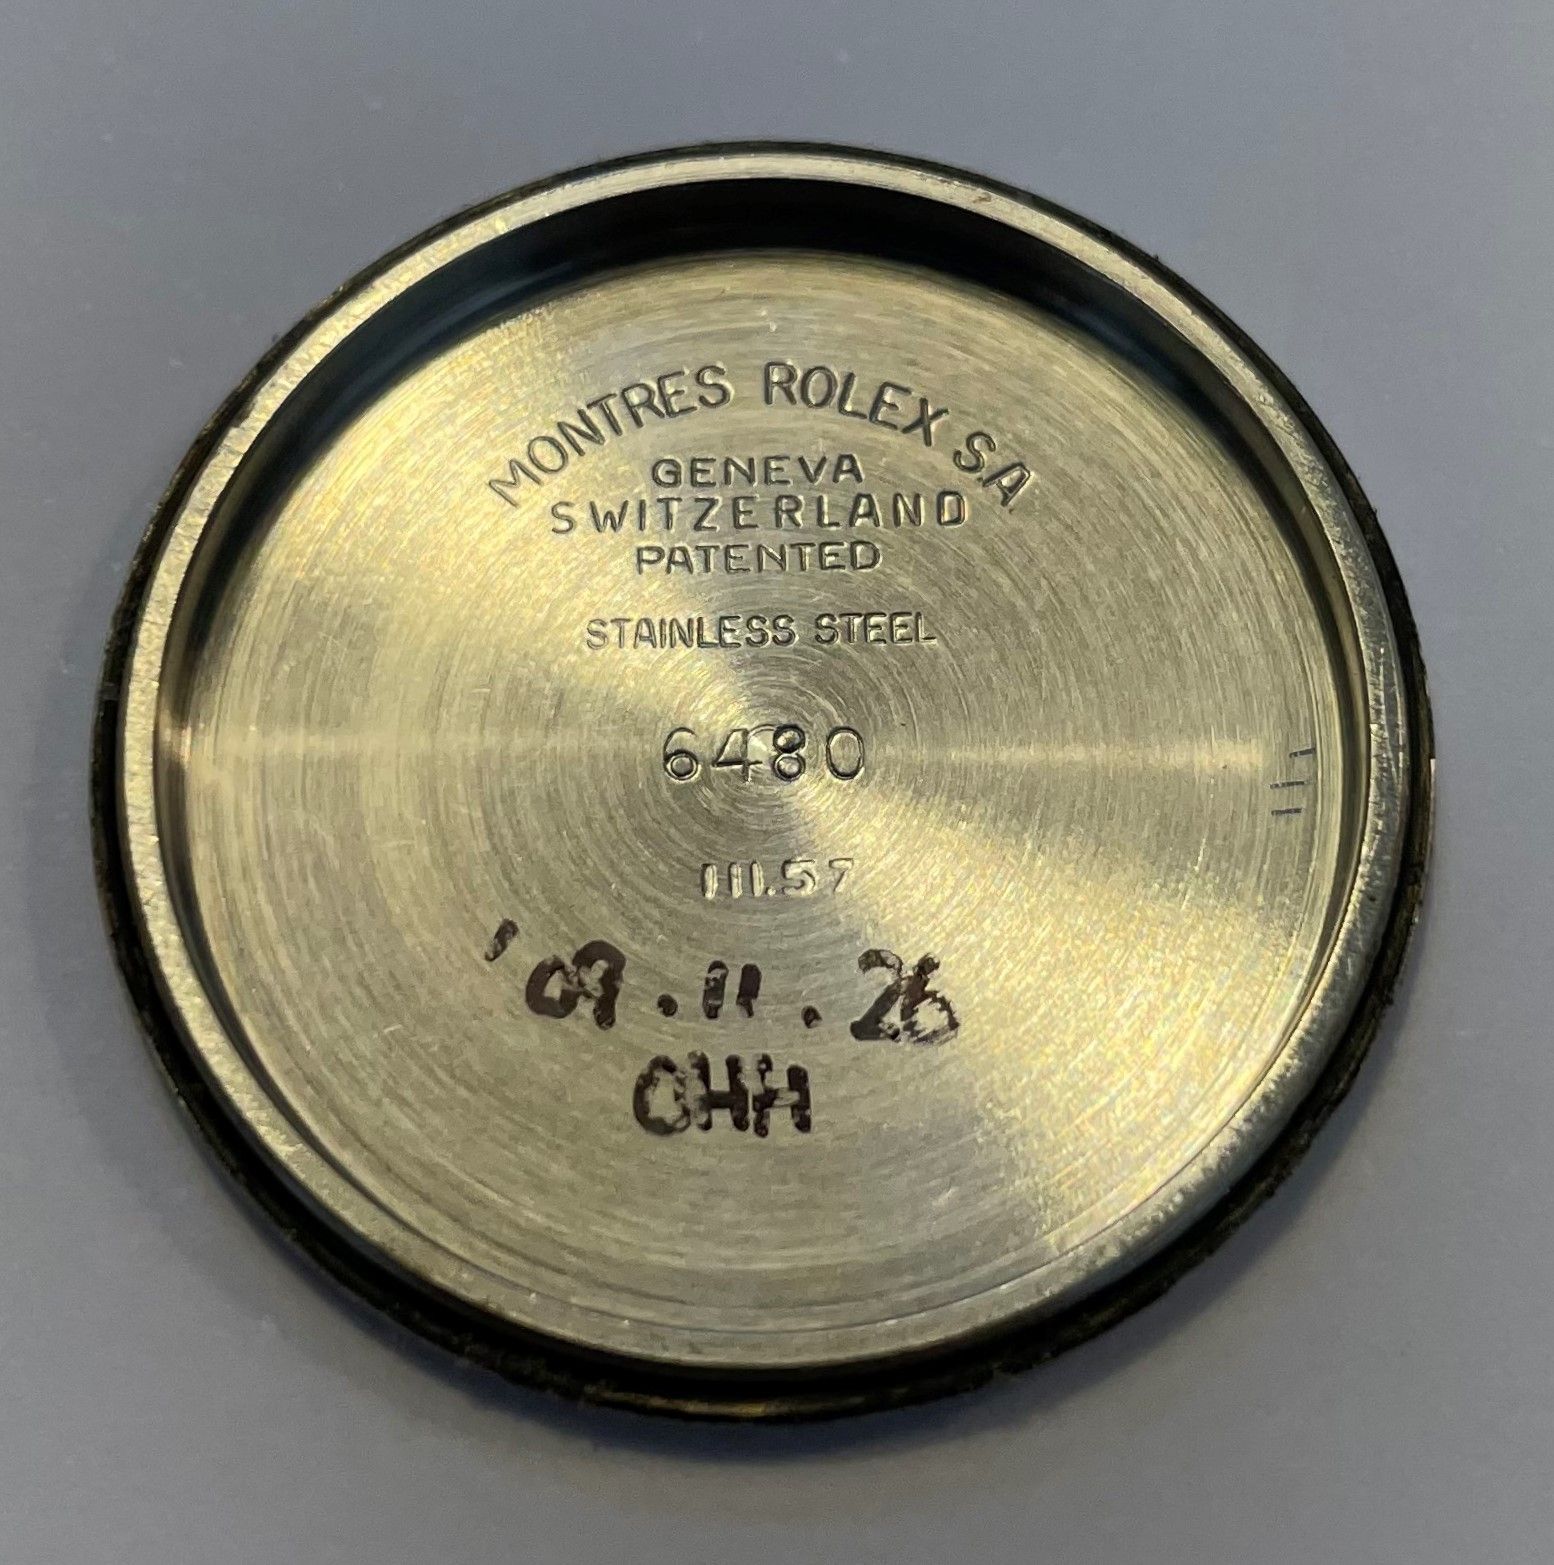 MONTRES ROLEX SA
GENEVA
SWITZERLAND
PATENTED
STAINLESS STEEL
6480
III.57
'09.11.26
OHH